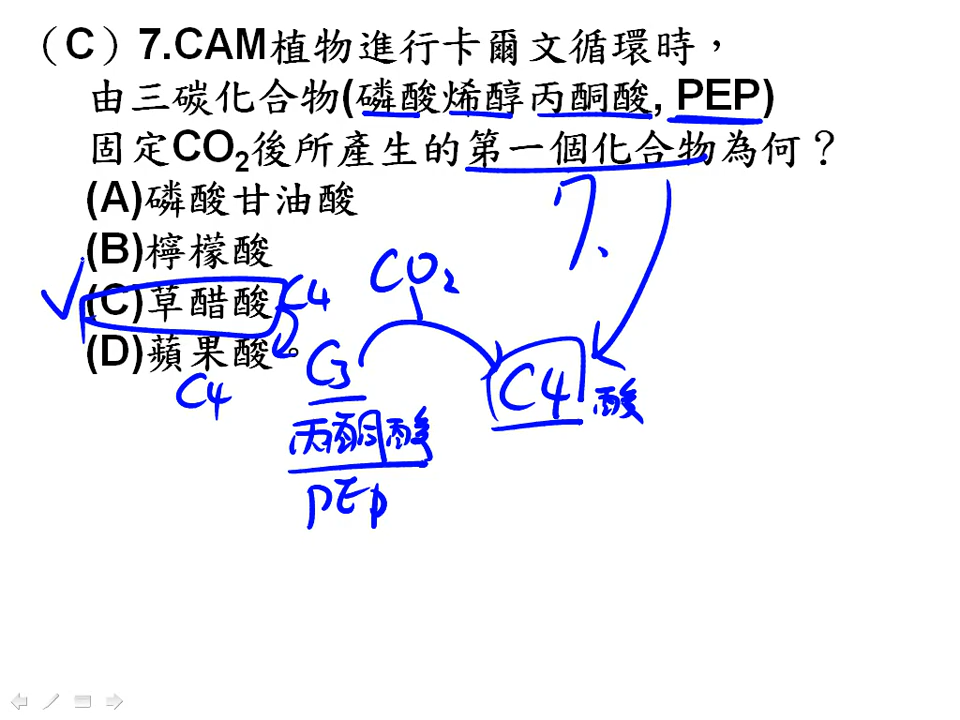 （C）7.CAM植物進行卡爾文循環時，
由三碳化合物(磷酸烯醇丙酮酸, PEP)
固定CO₂後所產生的第一個化合物為何？
(A)磷酸甘油酸
(B)檸檬酸
CO₂
(C)草醋酸 C4
(D)蘋果酸。
C4
C3
C4酸
丙酮酸
PEP